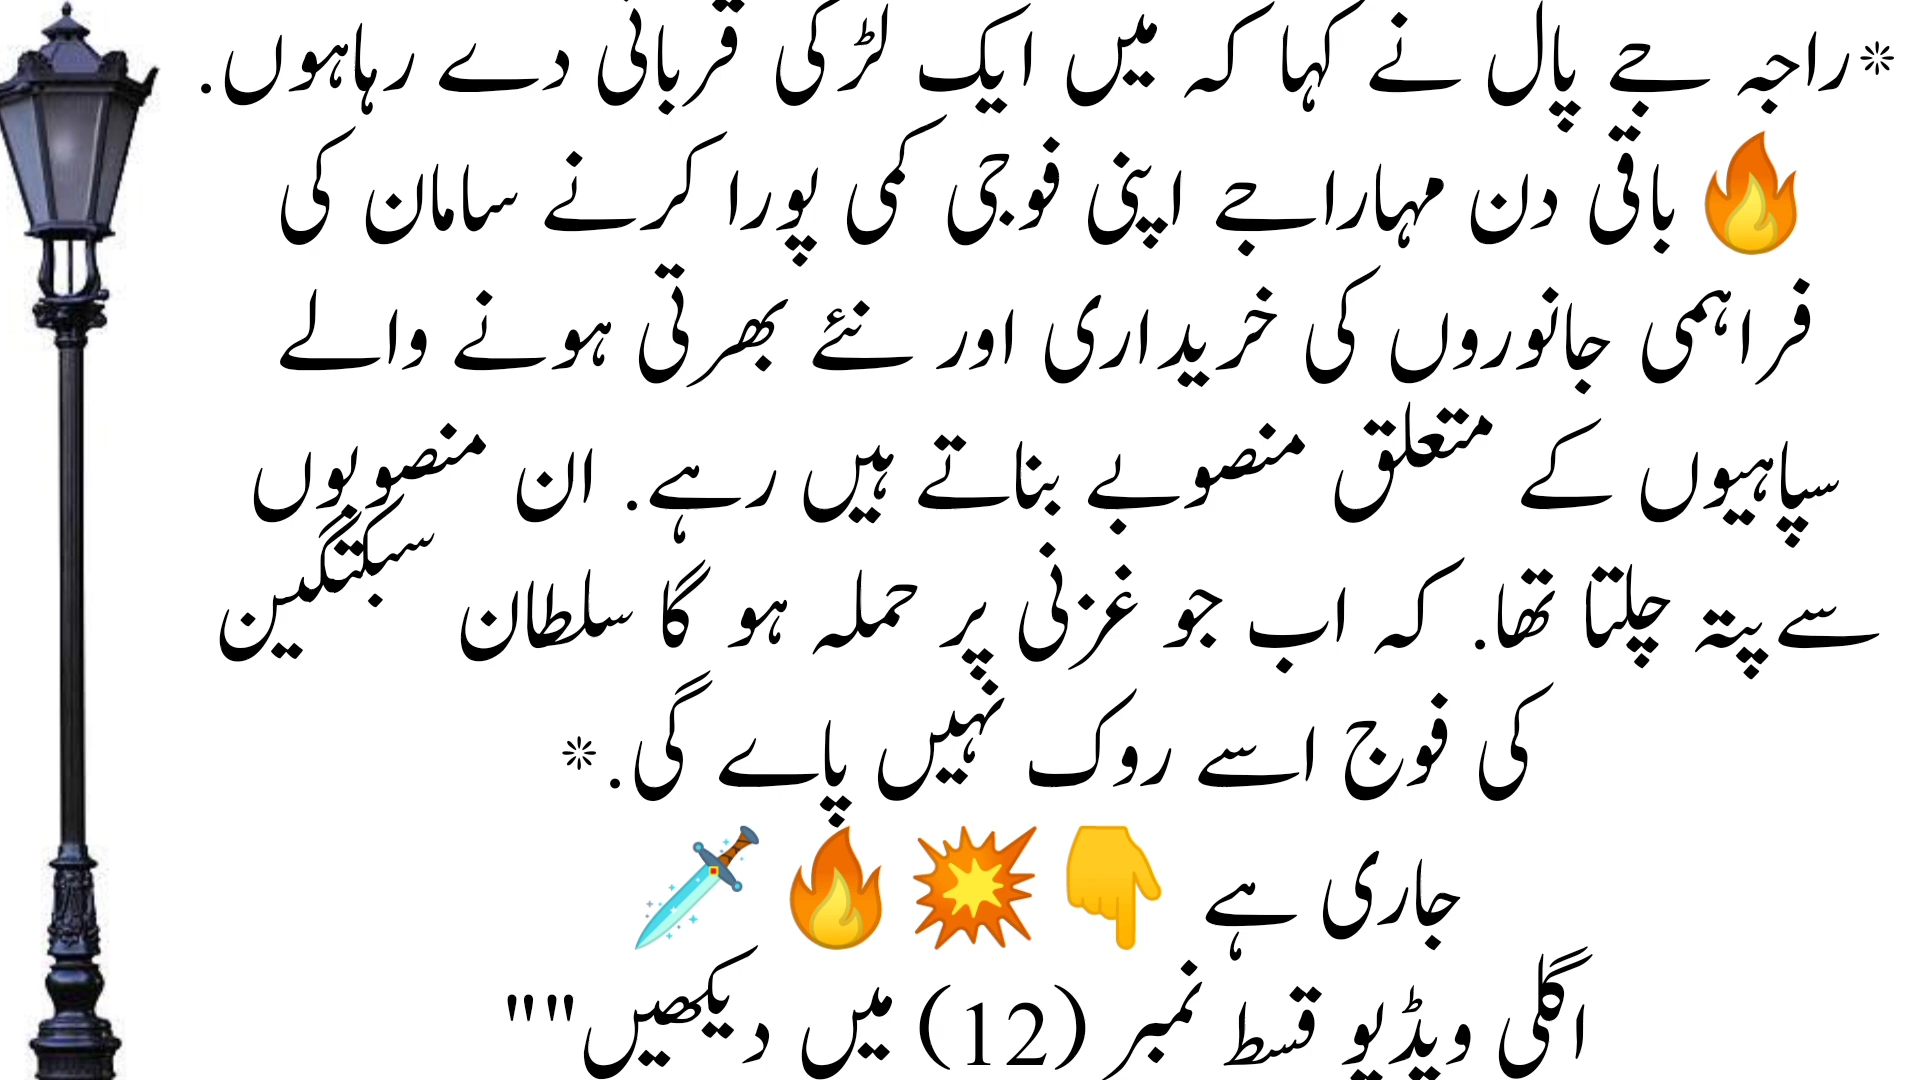 *راجہ جے پال نے کہا کہ میں ایک لڑکی قربانی دے رہاہوں.
🔥 باقی دن مہاراجے اپنی فوجی کمی پورا کرنے سامان کی
فراہمی جانوروں کی خریداری اور نئے بھرتی ہونے والے
سپاہیوں کے متعلق منصوبے بناتے ہیں رہے. ان منصوبوں
سے پتہ چلتا تھا. کہ اب جو غزنی پر حملہ ہو گا سلطان سبکتگین
کی فوج اسے روک نہیں پاے گی.*
جاری ہے 👇💥🔥🗡
اگلی ویڈیو قسط نمبر (12) میں دیکھیں""